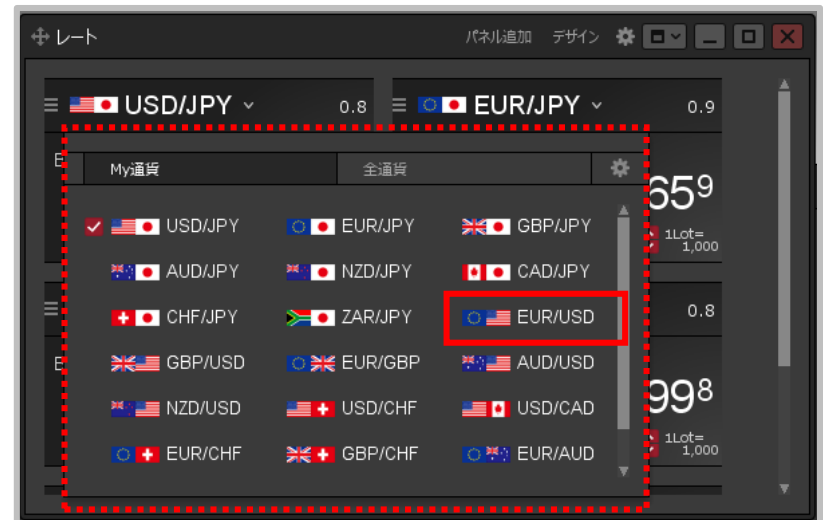 レート パネル追加 デザイン
USD/JPY 0.8 EUR/JPY 0.9
My通貨 全通貨
659
1Lot=
1,000
USD/JPY EUR/JPY GBP/JPY
AUD/JPY NZD/JPY CAD/JPY
CHF/JPY ZAR/JPY EUR/USD
0.8
GBP/USD EUR/GBP AUD/USD
998
NZD/USD USD/CHF USD/CAD
1Lot=
1,000
EUR/CHF GBP/CHF EUR/AUD